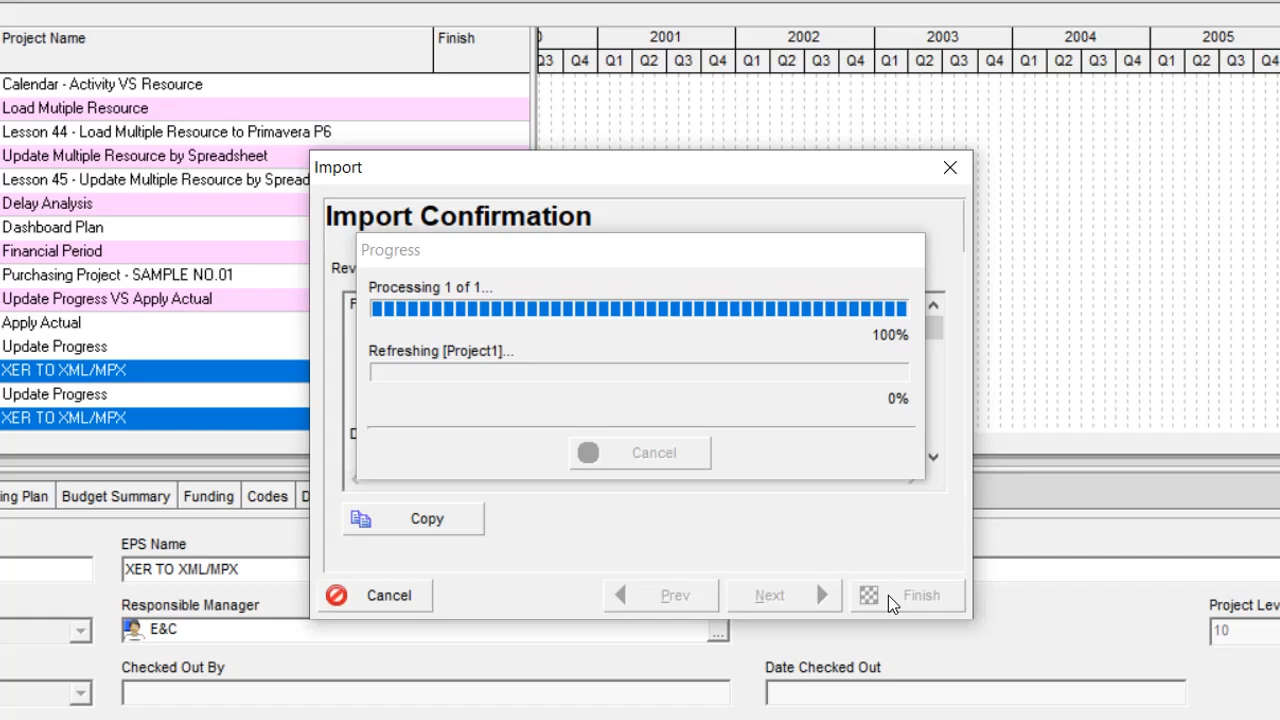 Project Name
Finish
2001
2002
2003
2004
2005
Q3 Q4 Q1 Q2 Q3 Q4 Q1 Q2 Q3 Q4 Q1 Q2 Q3 Q4 Q1 Q2 Q3 Q4 Q1 Q2 Q3 Q4
Calendar - Activity VS Resource
Load Mutiple Resource
Lesson 44 - Load Multiple Resource to Primavera P6
Update Multiple Resource by Spreadsheet
Lesson 45 - Update Multiple Resource by Spread
Delay Analysis
Dashboard Plan
Financial Period
Purchasing Project - SAMPLE NO.01
Update Progress VS Apply Actual
Apply Actual
Update Progress
XER TO XML/MPX
Update Progress
XER TO XML/MPX
Import
Import Confirmation
Rev
Progress
Processing 1 of 1...
100%
Refreshing [Project1]...
0%
Cancel
Copy
Cancel
Prev
Next
Finish
ing Plan
Budget Summary
Funding
Codes
D
EPS Name
XER TO XML/MPX
Responsible Manager
E&C
...
Project Lev
10
Checked Out By
Date Checked Out